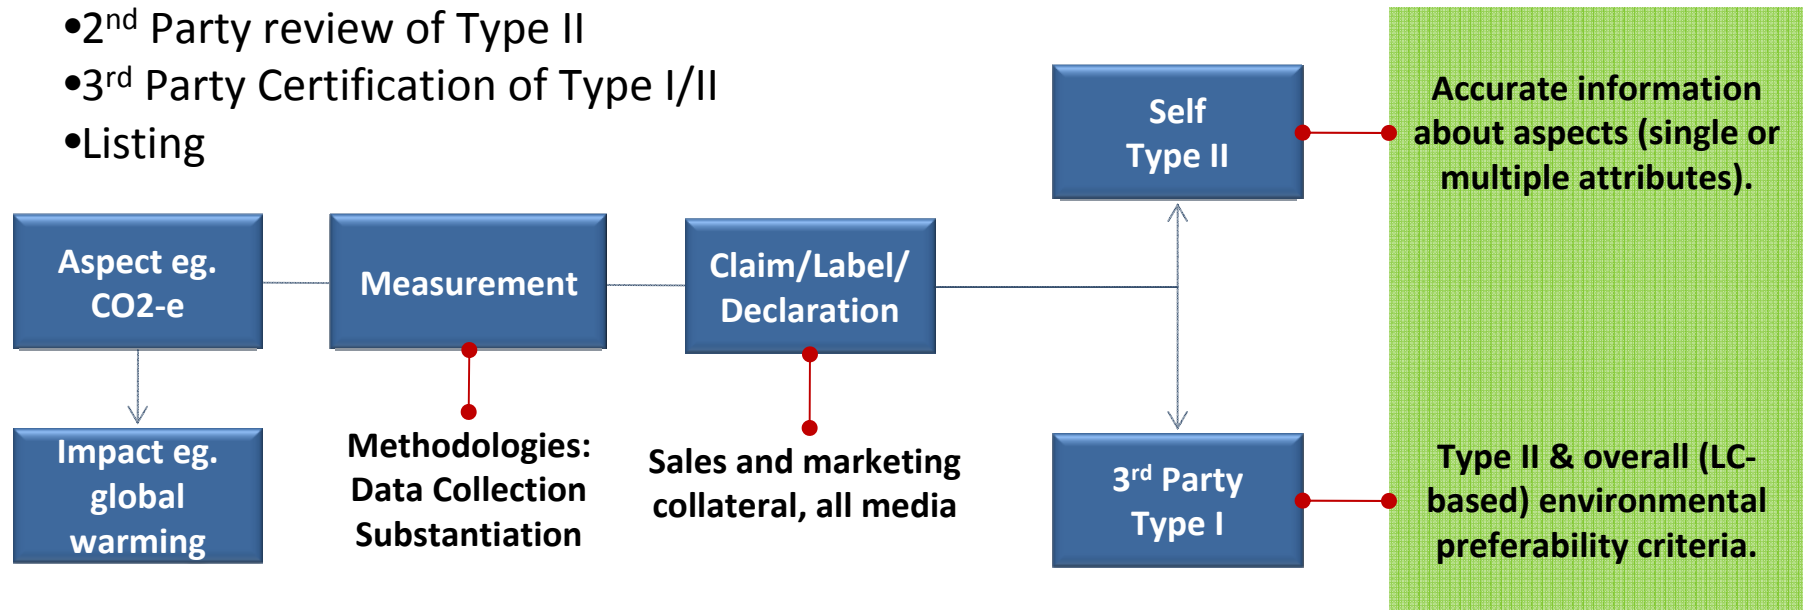 •2nd Party review of Type II
•3rd Party Certification of Type I/II
•Listing
Aspect eg.
CO2-e
Impact eg.
global
warming
Measurement
Methodologies:
Data Collection
Substantiation
Claim/Label/
Declaration
Sales and marketing
collateral, all media
Self
Type II
Accurate information
about aspects (single or
multiple attributes).
3rd Party
Type I
Type II & overall (LC-
based) environmental
preferability criteria.